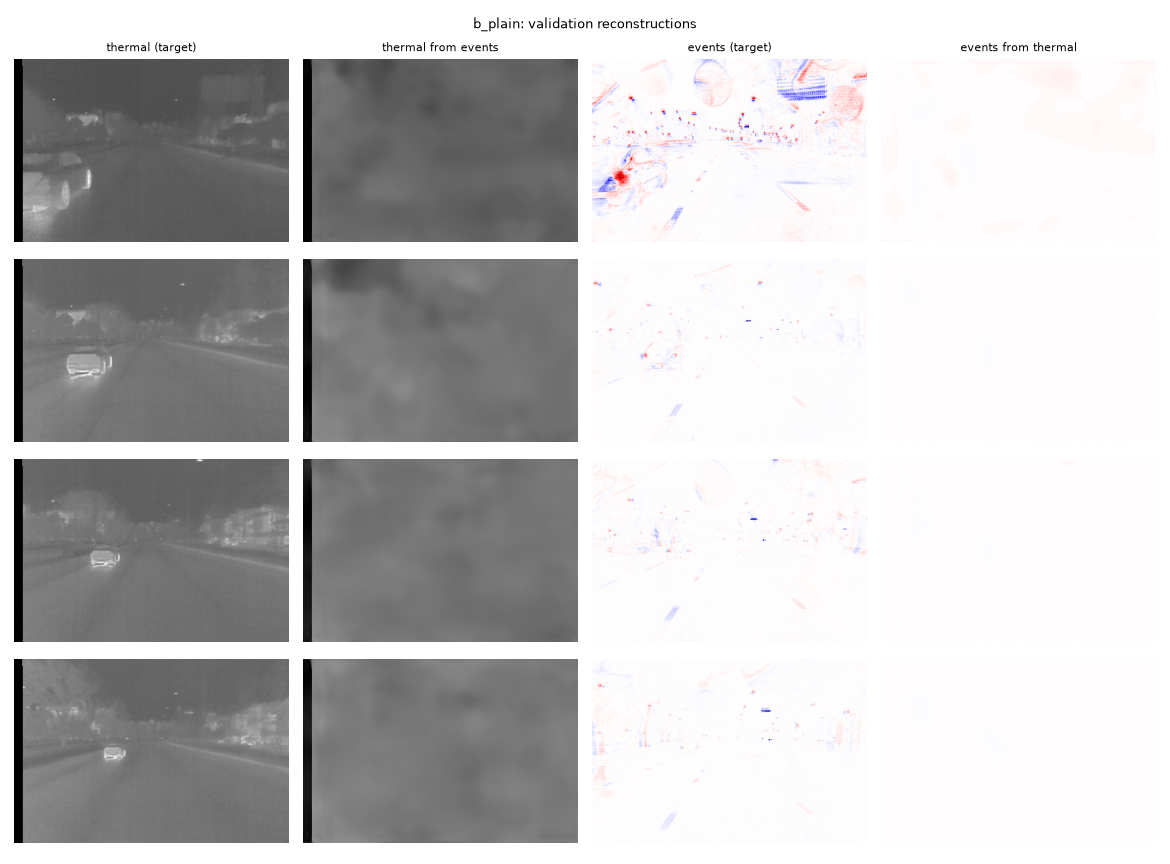 b_plain: validation reconstructions
thermal (target)
thermal from events
events (target)
events from thermal